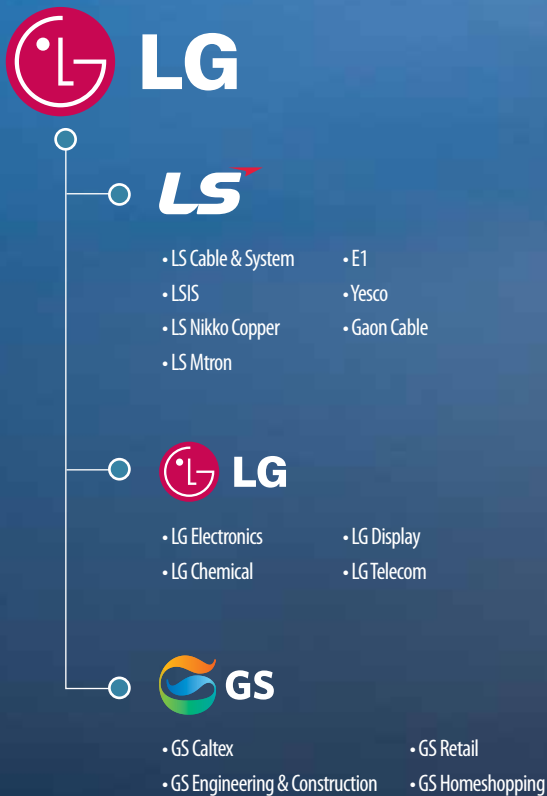 LG
LS
• LS Cable & System
• LSIS
• LS Nikko Copper
• LS Mtron
• E1
• Yesco
• Gaon Cable
LG
• LG Electronics
• LG Chemical
• LG Display
• LG Telecom
GS
• GS Caltex
• GS Engineering & Construction
• GS Retail
• GS Homeshopping